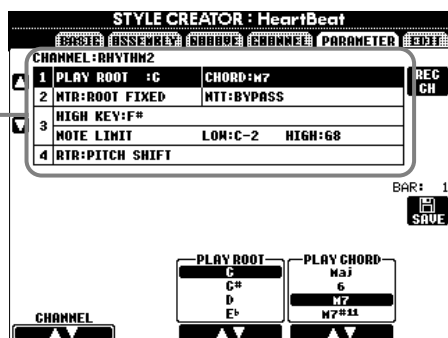 STYLE CREATOR : HeartBeat
BASIC ASSEMBLY GROOVE CHANNEL PARAMETER EDIT
CHANNEL:RHYTHM2
1 PLAY ROOT :C CHORD:M7
REC CH
2 NTR:ROOT FIXED NTT:BYPASS
3 HIGH KEY:F#
NOTE LIMIT LOW:C-2 HIGH:G8
4 RTR:PITCH SHIFT
BAR: 1
SAVE
PLAY ROOT PLAY CHORD
C Maj
C# 6
D M7
E♭ M7#11
CHANNEL